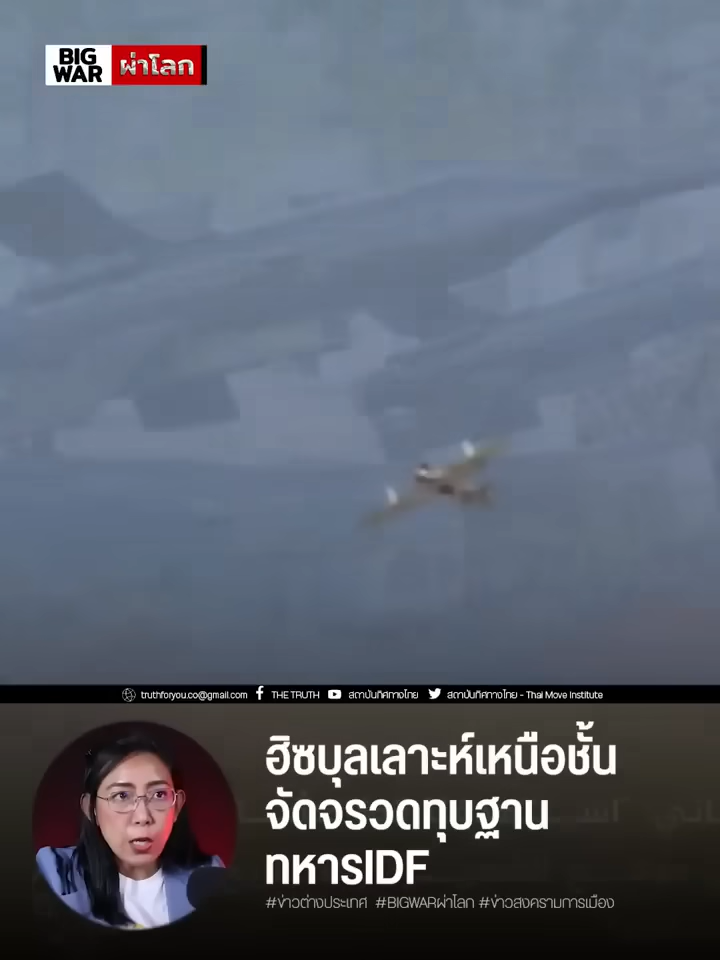 BIG
WAR
ผ่าโลก
truthforyou.co@gmail.com THE TRUTH สถาบันทิศทางไทย สถาบันทิศทางไทย - Thai Move Institute
ฮิซบุลเลาะห์เหนือชั้น
จัดจรวดทุบฐาน
ทหารIDF
#ข่าวต่างประเทศ #BIGWARผ่าโลก #ข่าวสงครามการเมือง